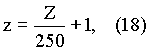 z = Z/250 + 1,    (18)